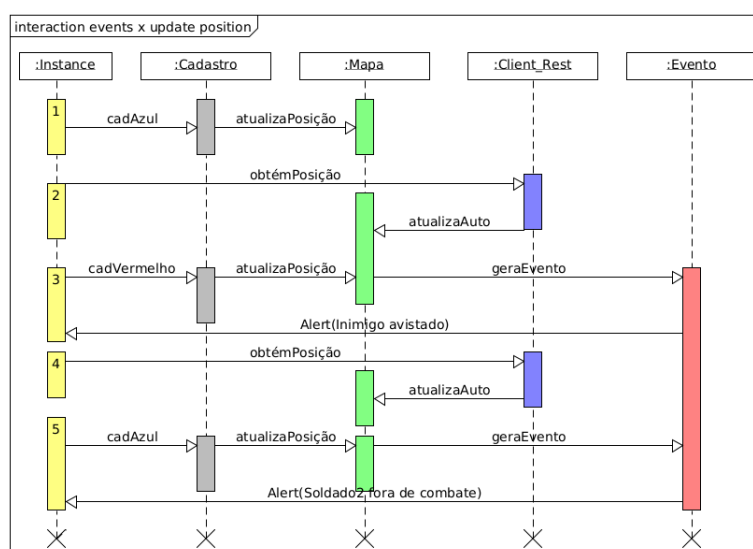 interaction events x update position
:Instance :Cadastro :Mapa :Client_Rest :Evento
1
cadAzul atualizaPosição
obtémPosição
2
atualizaAuto
cadVermelho atualizaPosição geraEvento
3
Alert(Inimigo avistado)
obtémPosição
4
atualizaAuto
5
cadAzul atualizaPosição geraEvento
Alert(Soldado2 fora de combate)